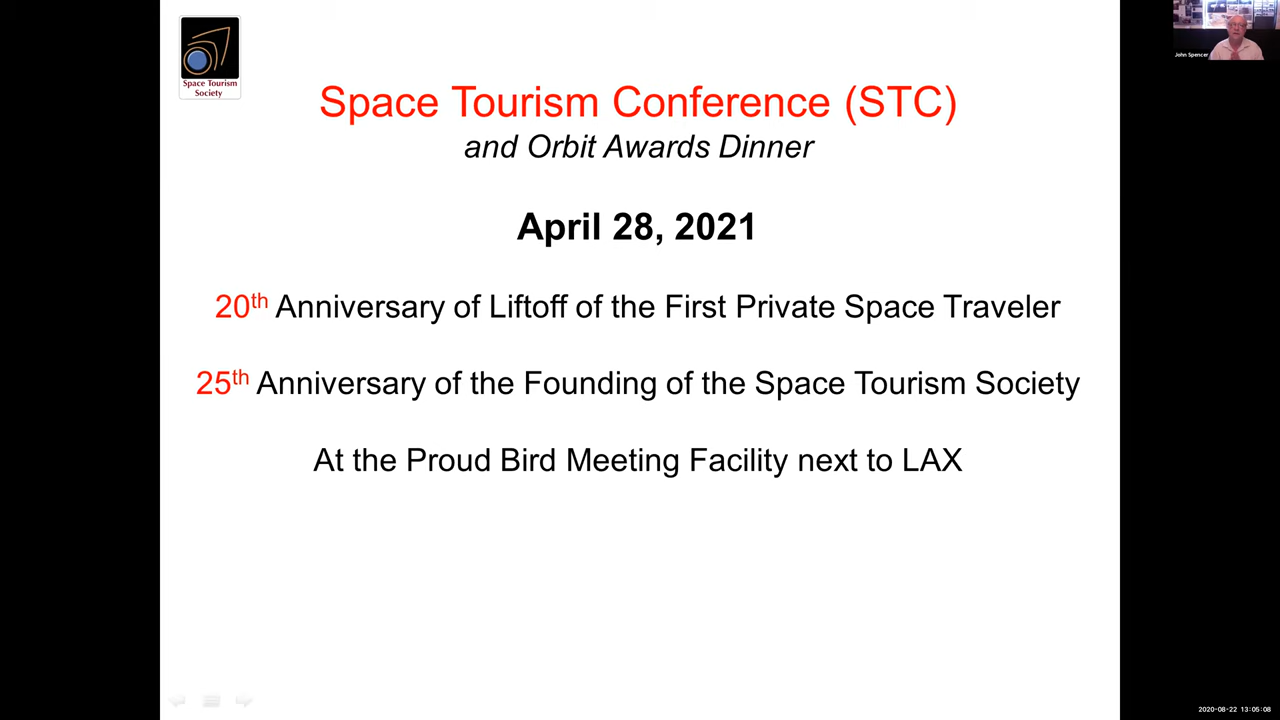 Space Tourism
Society
John Spencer
Space Tourism Conference (STC)
and Orbit Awards Dinner
April 28, 2021
20th Anniversary of Liftoff of the First Private Space Traveler
25th Anniversary of the Founding of the Space Tourism Society
At the Proud Bird Meeting Facility next to LAX
2020-08-22 13:05:08